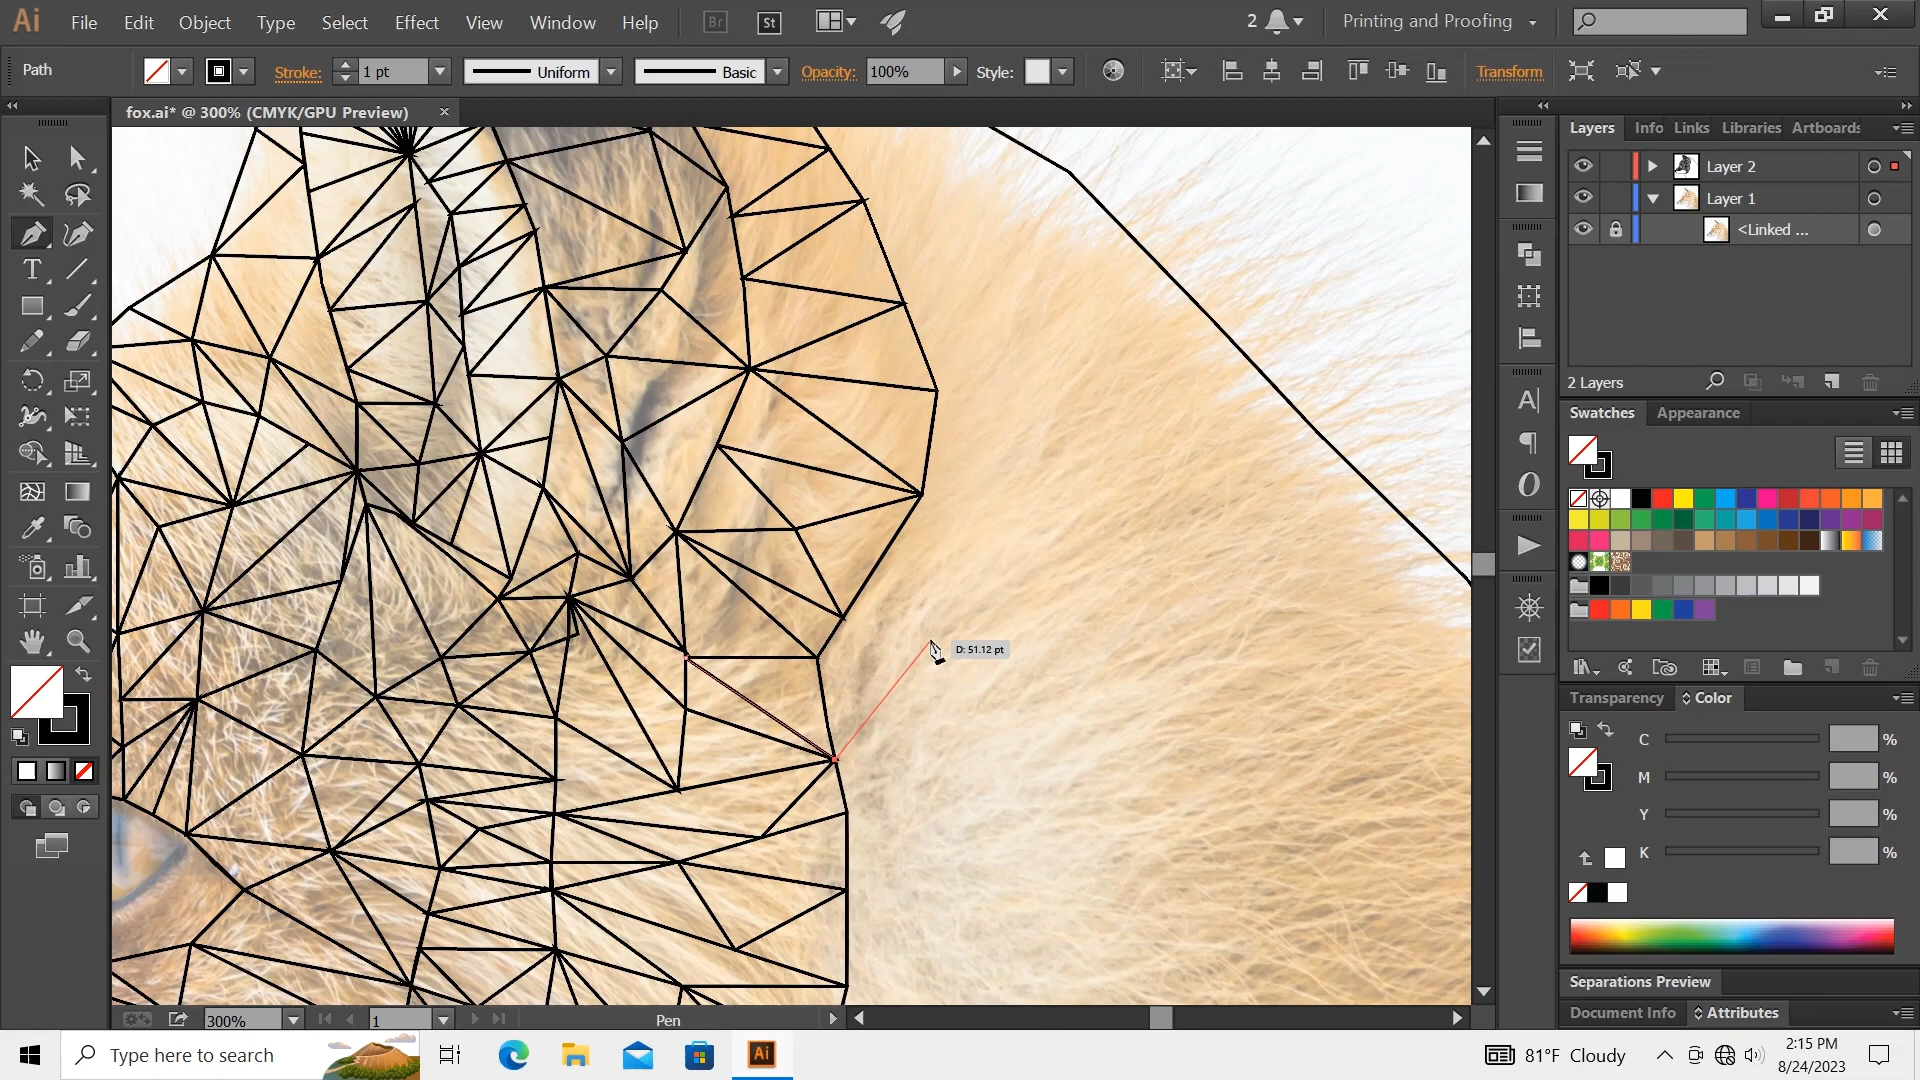 Ai File Edit Object Type Select Effect View Window Help Br St 2 Printing and Proofing
Path Stroke: 1 pt Uniform Basic Opacity: 100% Style: Transform
fox.ai* @ 300% (CMYK/GPU Preview)
Layers Info Links Libraries Artboards
Layer 2
Layer 1
<Linked ...
2 Layers
Swatches Appearance
D: 51.12 pt
Transparency Color
C %
M %
Y %
K %
Separations Preview
Document Info Attributes
300% 1 Pen
Type here to search
Ai
81°F Cloudy
2:15 PM
8/24/2023